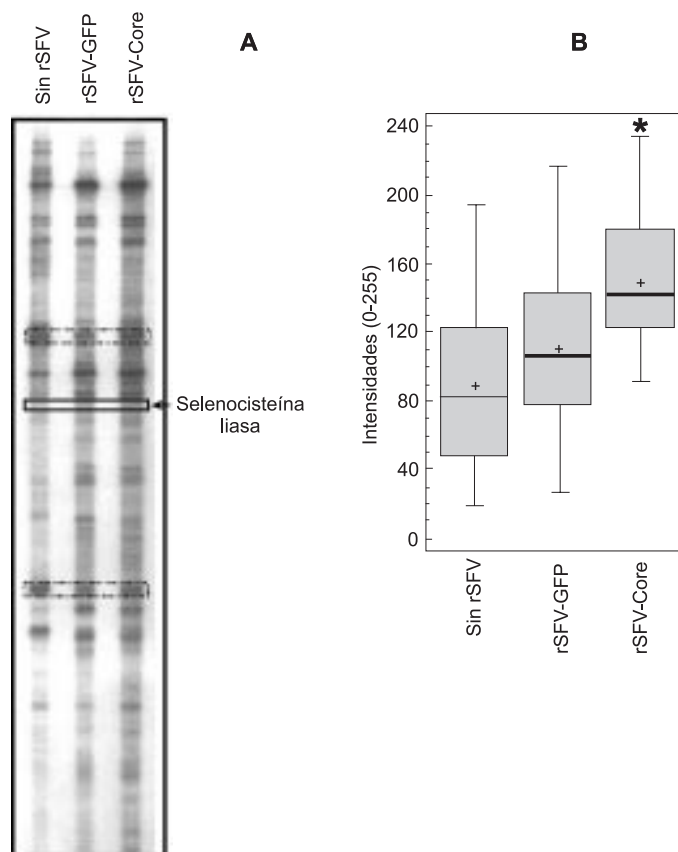 A
B
Sin rSFV
rSFV-GFP
rSFV-Core
Selenocisteína
liasa
Intensidades (0-255)
240
200
160
120
80
40
0
*
Sin rSFV
rSFV-GFP
rSFV-Core